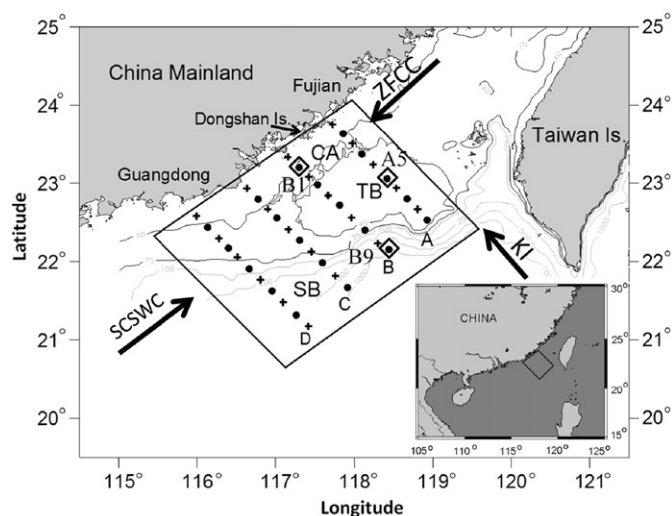 25°
24°
23°
22°
21°
20°
Latitude
25°
24°
23°
22°
21°
20°
China Mainland
Fujian
ZFCC
Dongshan Is.
Taiwan Is.
Guangdong
CA
A5
B1
TB
A
B9
B
KI
SB
C
SCSWC
D
CHINA
30°
25°
20°
15°
105°
110°
115°
120°
125°
115°
116°
117°
118°
119°
120°
121°
Longitude